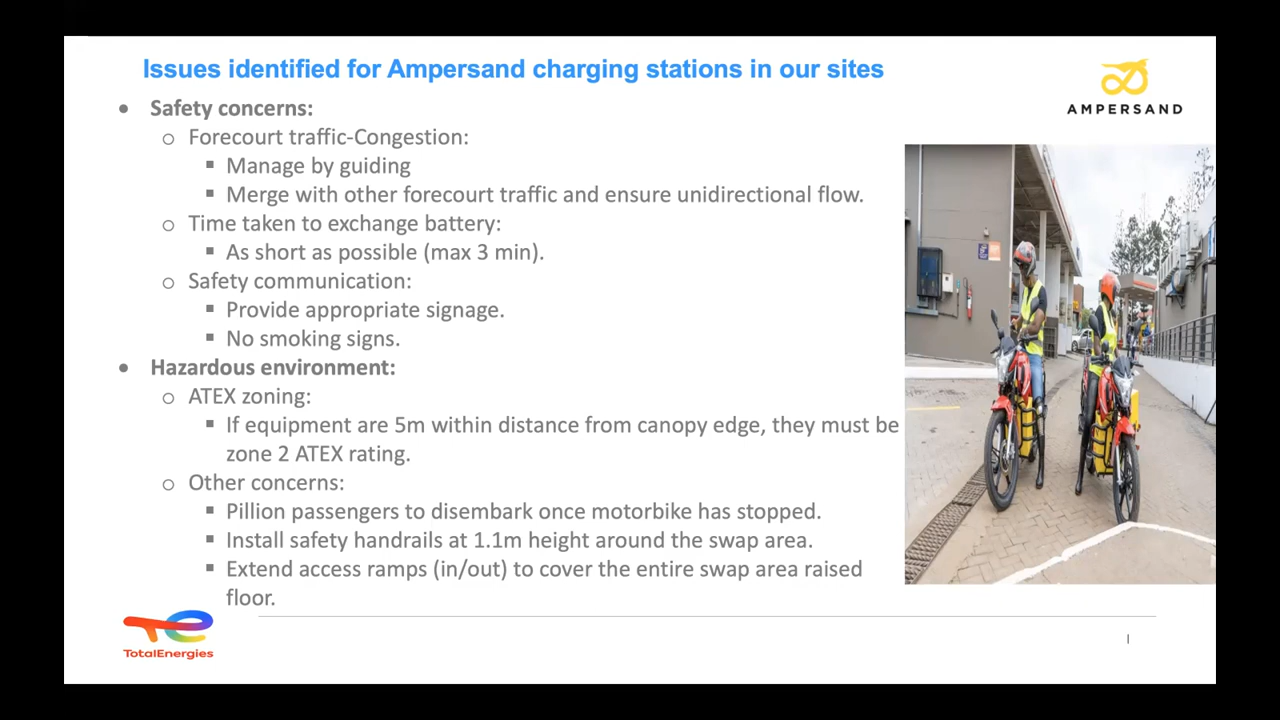 Issues identified for Ampersand charging stations in our sites
AMPERSAND
• Safety concerns:
o Forecourt traffic-Congestion:
▪ Manage by guiding
▪ Merge with other forecourt traffic and ensure unidirectional flow.
o Time taken to exchange battery:
▪ As short as possible (max 3 min).
o Safety communication:
▪ Provide appropriate signage.
▪ No smoking signs.
• Hazardous environment:
o ATEX zoning:
▪ If equipment are 5m within distance from canopy edge, they must be
zone 2 ATEX rating.
o Other concerns:
▪ Pillion passengers to disembark once motorbike has stopped.
▪ Install safety handrails at 1.1m height around the swap area.
▪ Extend access ramps (in/out) to cover the entire swap area raised
floor.
TotalEnergies